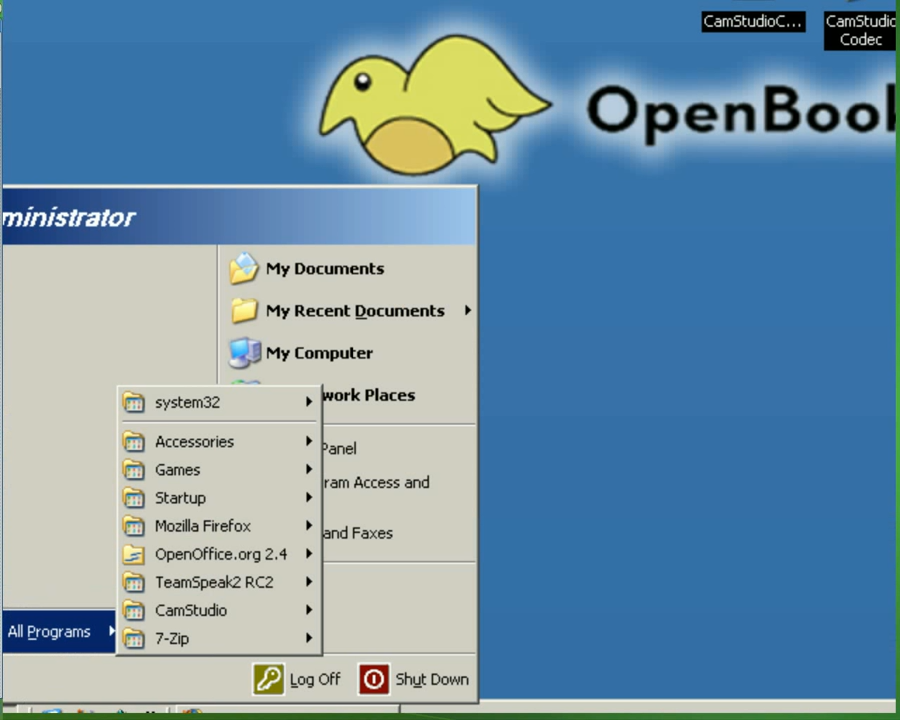 CamStudioC...
CamStudio
Codec
OpenBook
ministrator
My Documents
My Recent Documents
My Computer
work Places
system32
Accessories
Panel
Games
ram Access and
Startup
Mozilla Firefox
and Faxes
OpenOffice.org 2.4
TeamSpeak2 RC2
CamStudio
All Programs
7-Zip
Log Off
Shut Down